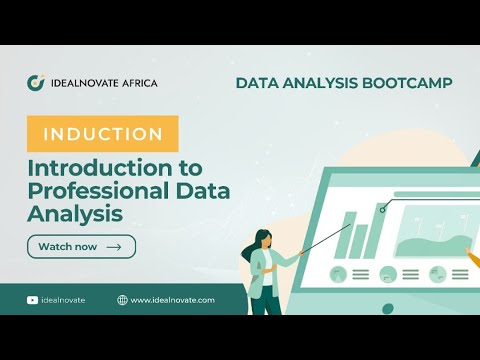 IDEALNOVATE AFRICA
DATA ANALYSIS BOOTCAMP
INDUCTION
Introduction to
Professional Data
Analysis
Watch now
idealnovate
www.idealnovate.com